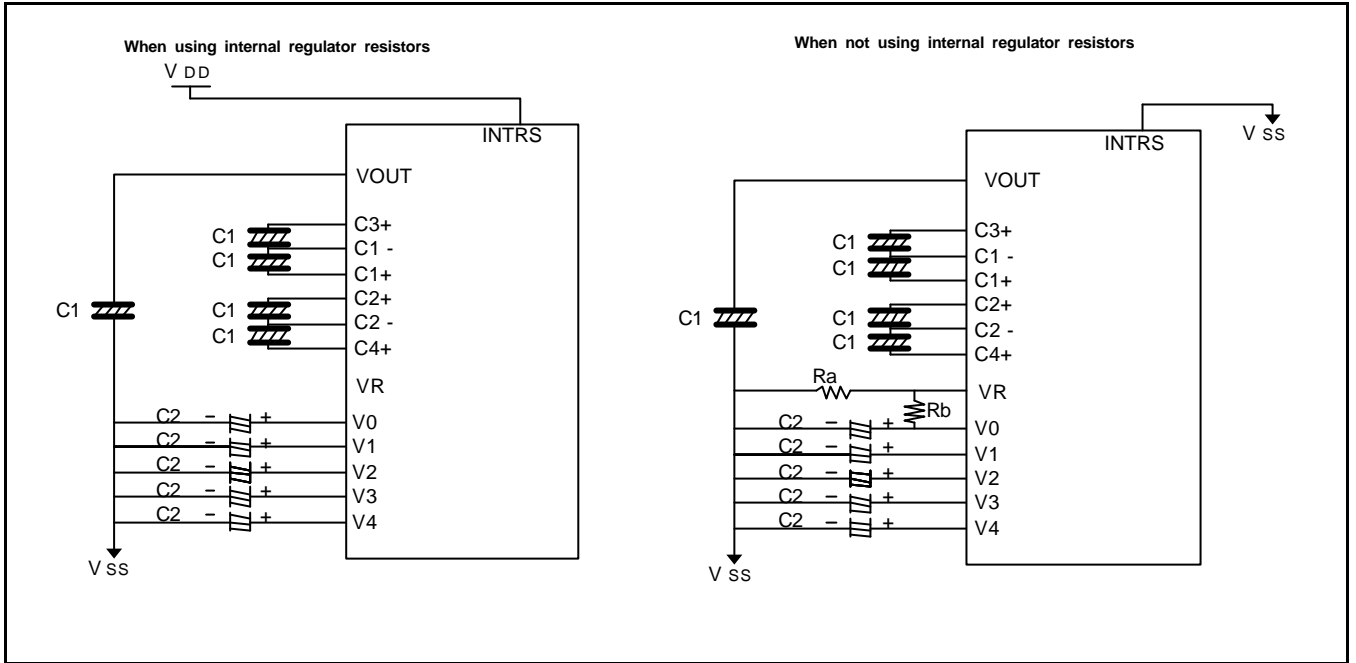 When using internal regulator resistors
V DD
INTRS
VOUT
C3+
C1
C1 -
C1
C1+
C2+
C1
C1
C2 -
C1
C4+
VR
C2 - + V0
C2 - + V1
C2 - + V2
C2 - + V3
C2 - + V4
V SS
When not using internal regulator resistors
INTRS
V SS
VOUT
C3+
C1
C1 -
C1
C1+
C2+
C1
C1
C2 -
C1
C4+
Ra
VR
Rb
C2 - + V0
C2 - + V1
C2 - + V2
C2 - + V3
C2 - + V4
V SS